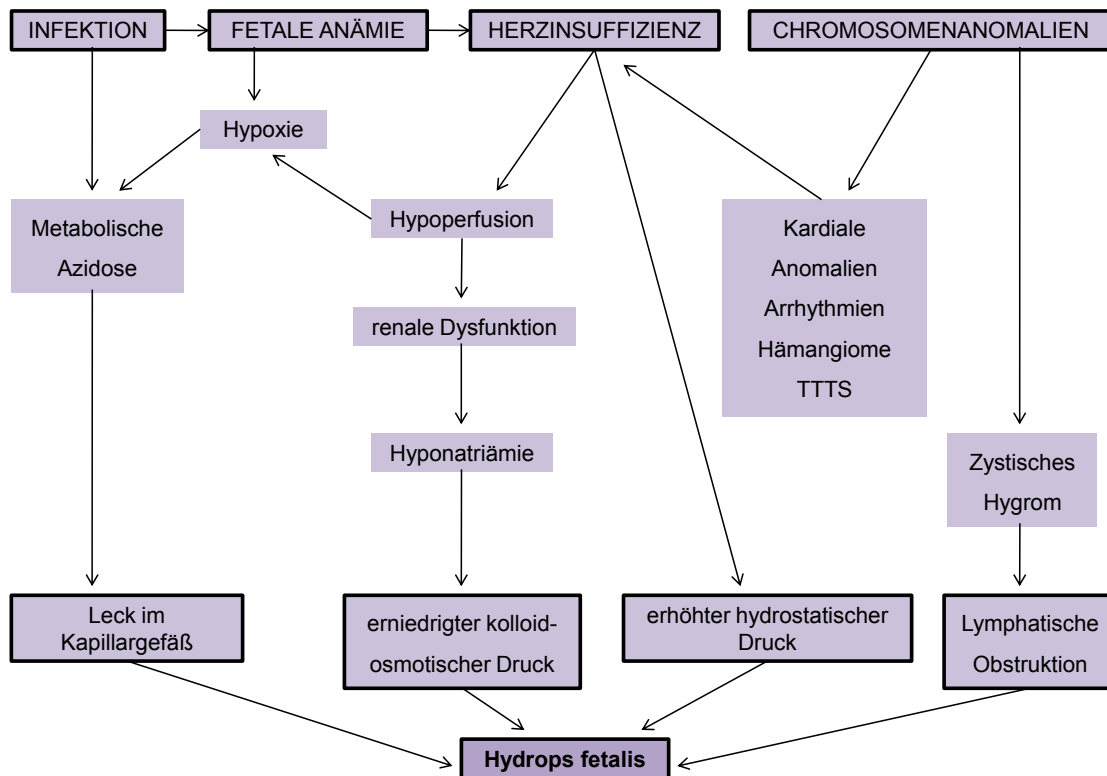 INFEKTION
FETALE ANÄMIE
HERZINSUFFIZIENZ
CHROMOSOMENANOMALIEN
Hypoxie
Metabolische
Azidose
Hypoperfusion
Kardiale
Anomalien
Arrhythmien
Hämangiome
TTTS
renale Dysfunktion
Hyponatriämie
Zystisches
Hygrom
Leck im
Kapillargefäß
erniedrigter kolloid-
osmotischer Druck
erhöhter hydrostatischer
Druck
Lymphatische
Obstruktion
Hydrops fetalis